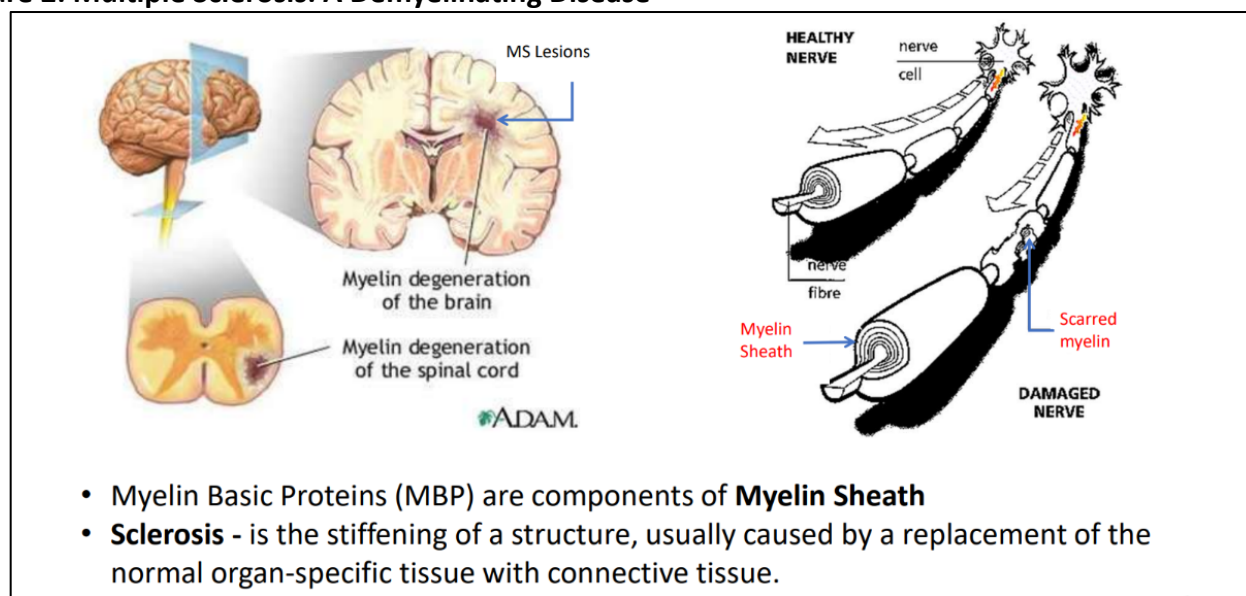 MS Lesions
Myelin degeneration
of the brain
Myelin degeneration
of the spinal cord
ADAM.
HEALTHY
NERVE
nerve
cell
nerve
fibre
Myelin
Sheath
Scarred
myelin
DAMAGED
NERVE
• Myelin Basic Proteins (MBP) are components of Myelin Sheath
• Sclerosis - is the stiffening of a structure, usually caused by a replacement of the
normal organ-specific tissue with connective tissue.